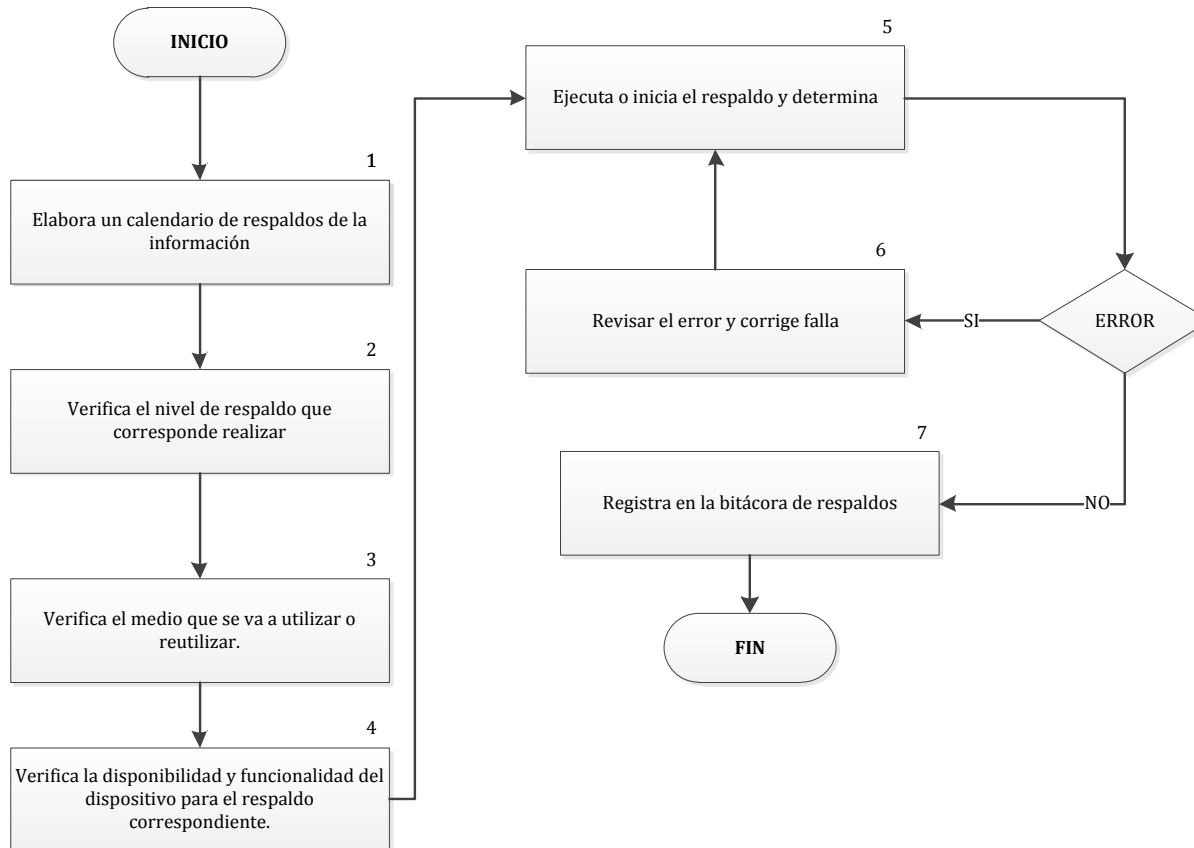 INICIO
1
Elabora un calendario de respaldos de la
información
2
Verifica el nivel de respaldo que
corresponde realizar
3
Verifica el medio que se va a utilizar o
reutilizar.
4
Verifica la disponibilidad y funcionalidad del
dispositivo para el respaldo
correspondiente.
5
Ejecuta o inicia el respaldo y determina
ERROR
SI
6
Revisar el error y corrige falla
NO
7
Registra en la bitácora de respaldos
FIN